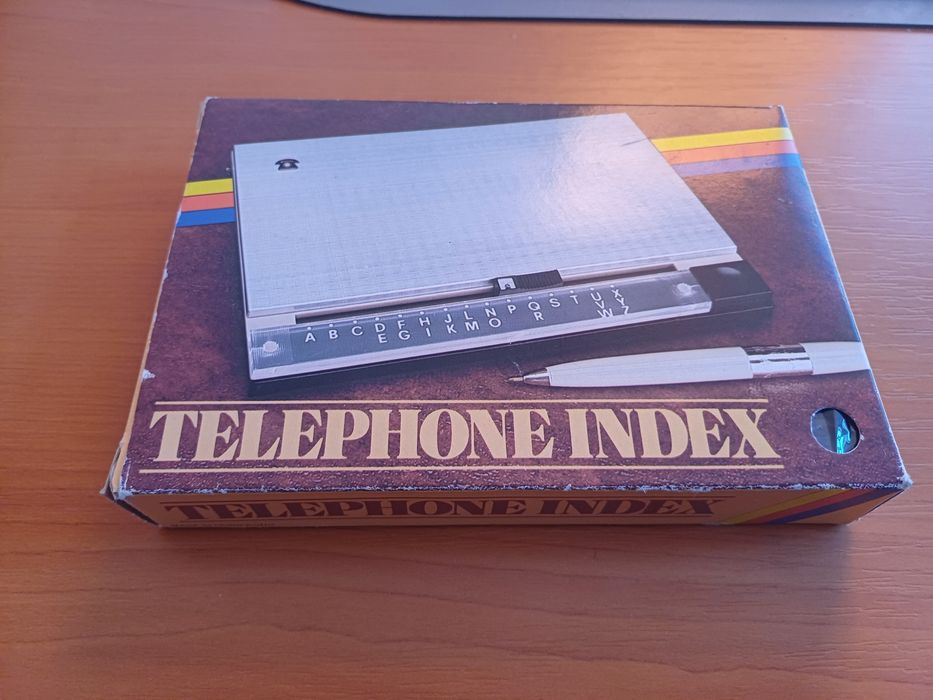 A B C D F H J L N P Q S T U X
E G I K M O R V Y
W Z
TELEPHONE INDEX
TELEPHONE INDEX